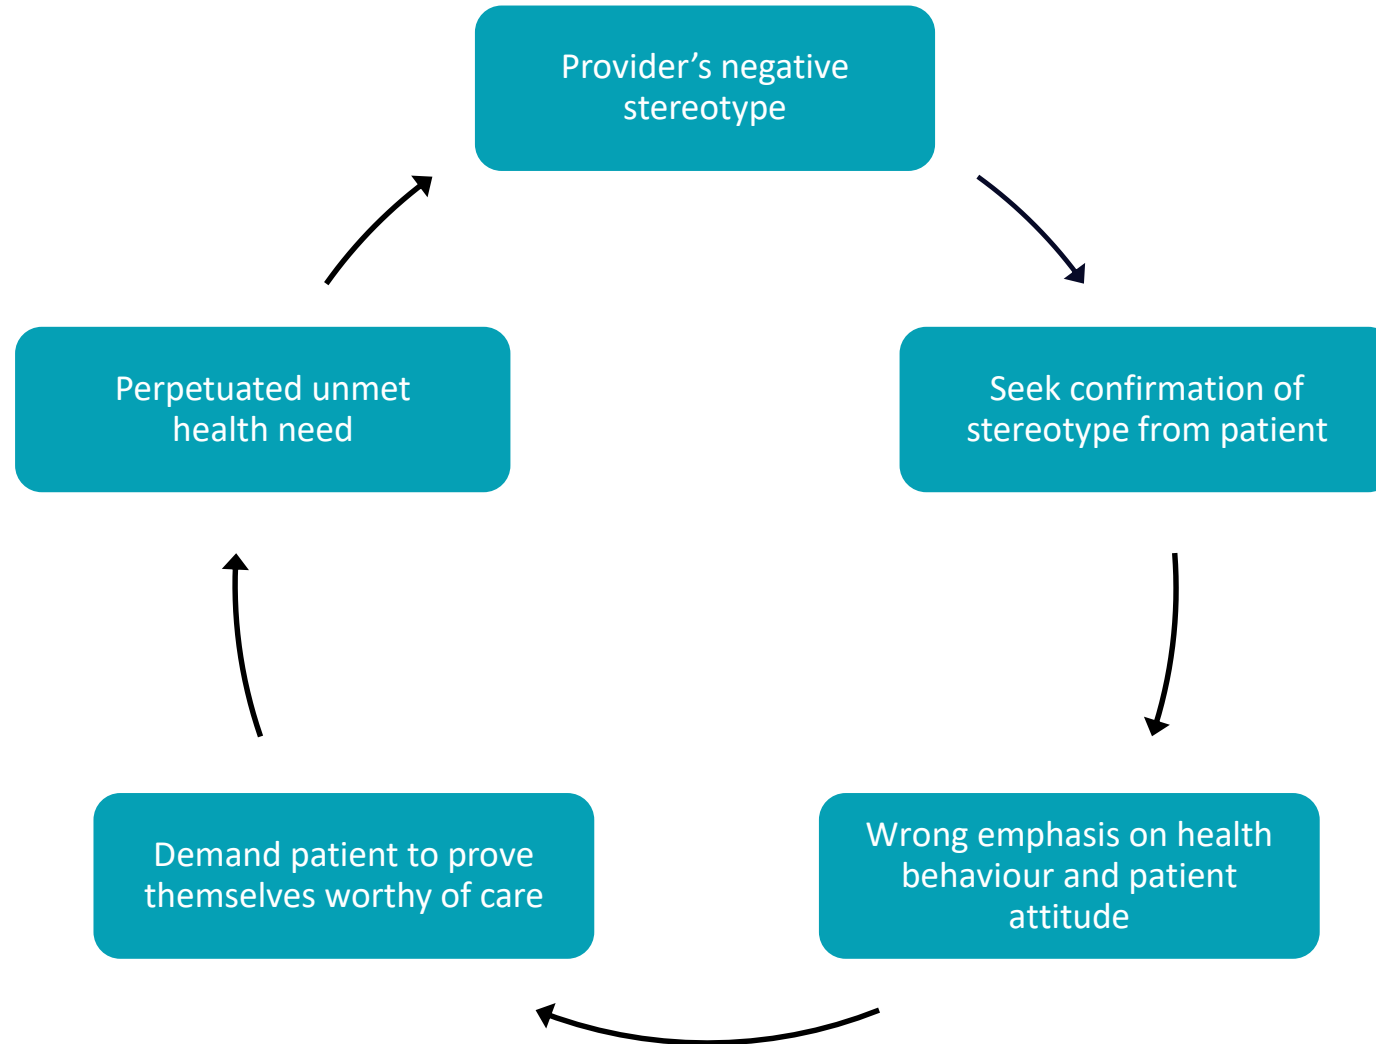 Provider’s negative
stereotype
Seek confirmation of
stereotype from patient
Wrong emphasis on health
behaviour and patient
attitude
Demand patient to prove
themselves worthy of care
Perpetuated unmet
health need